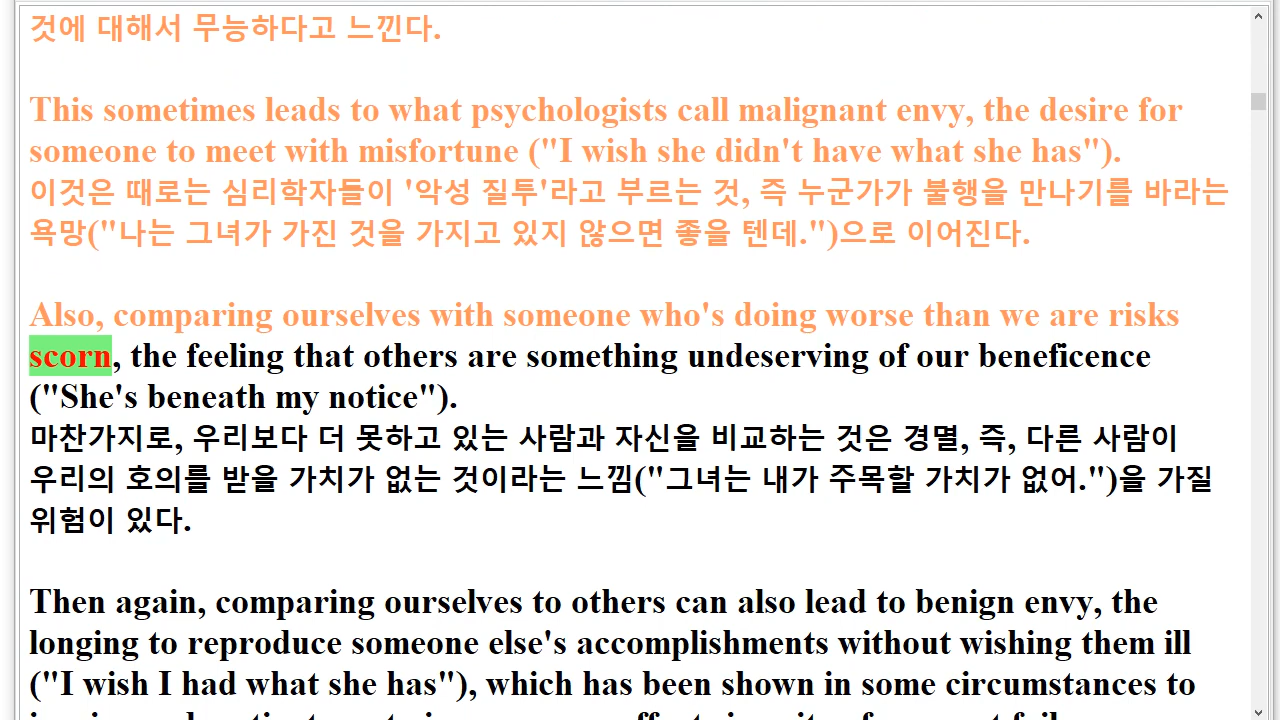 것에 대해서 무능하다고 느낀다.
This sometimes leads to what psychologists call malignant envy, the desire for
someone to meet with misfortune ("I wish she didn't have what she has").
이것은 때로는 심리학자들이 '악성 질투'라고 부르는 것, 즉 누군가가 불행을 만나기를 바라는
욕망("나는 그녀가 가진 것을 가지고 있지 않으면 좋을 텐데.")으로 이어진다.
Also, comparing ourselves with someone who's doing worse than we are risks
scorn, the feeling that others are something undeserving of our beneficence
("She's beneath my notice").
마찬가지로, 우리보다 더 못하고 있는 사람과 자신을 비교하는 것은 경멸, 즉, 다른 사람이
우리의 호의를 받을 가치가 없는 것이라는 느낌("그녀는 내가 주목할 가치가 없어.")을 가질
위험이 있다.
Then again, comparing ourselves to others can also lead to benign envy, the
longing to reproduce someone else's accomplishments without wishing them ill
("I wish I had what she has"), which has been shown in some circumstances to